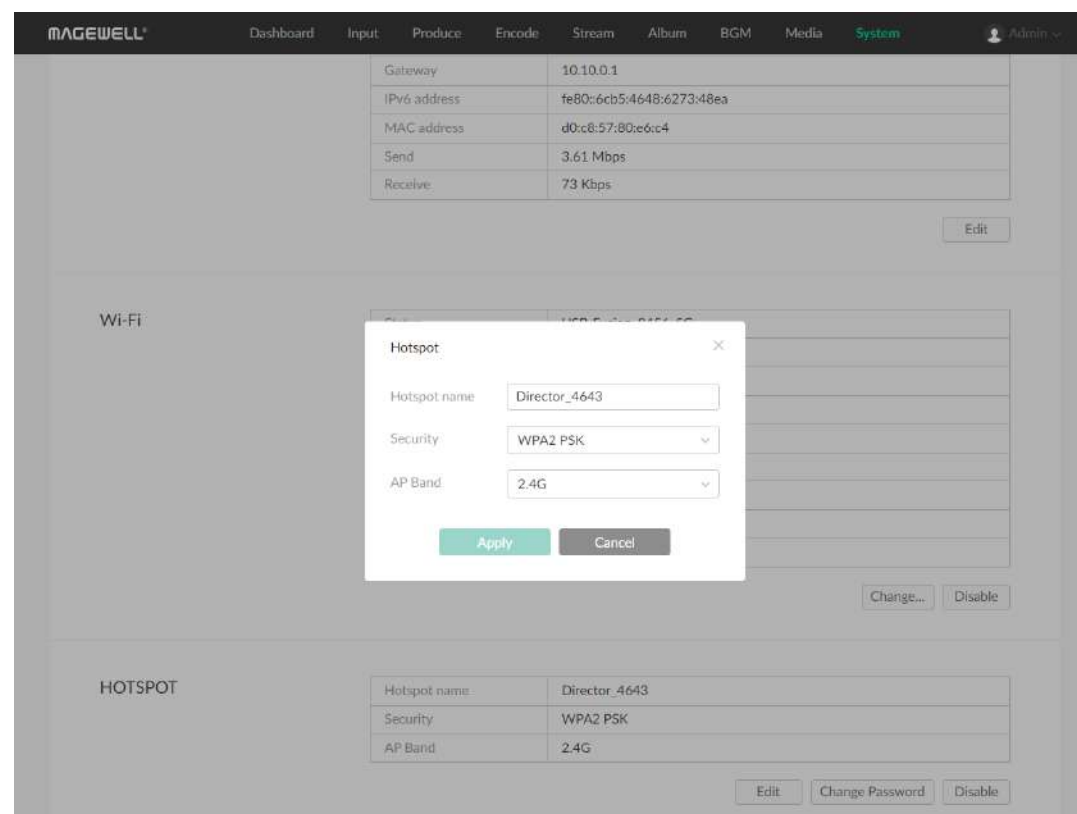 MAGEWELL
Dashboard Input Produce Encode Stream Album BGM Media System Admin
Gateway 10.10.0.1
IPv6 address fe80::6cb5:4648:6273:48ea
MAC address d0:c8:57:80:e6:c4
Send 3.61 Mbps
Receive 73 Kbps
Edit
Wi-Fi
Hotspot
Hotspot name Director_4643
Security WPA2 PSK
AP Band 2.4G
Apply Cancel
Change... Disable
HOTSPOT
Hotspot name Director_4643
Security WPA2 PSK
AP Band 2.4G
Edit Change Password Disable